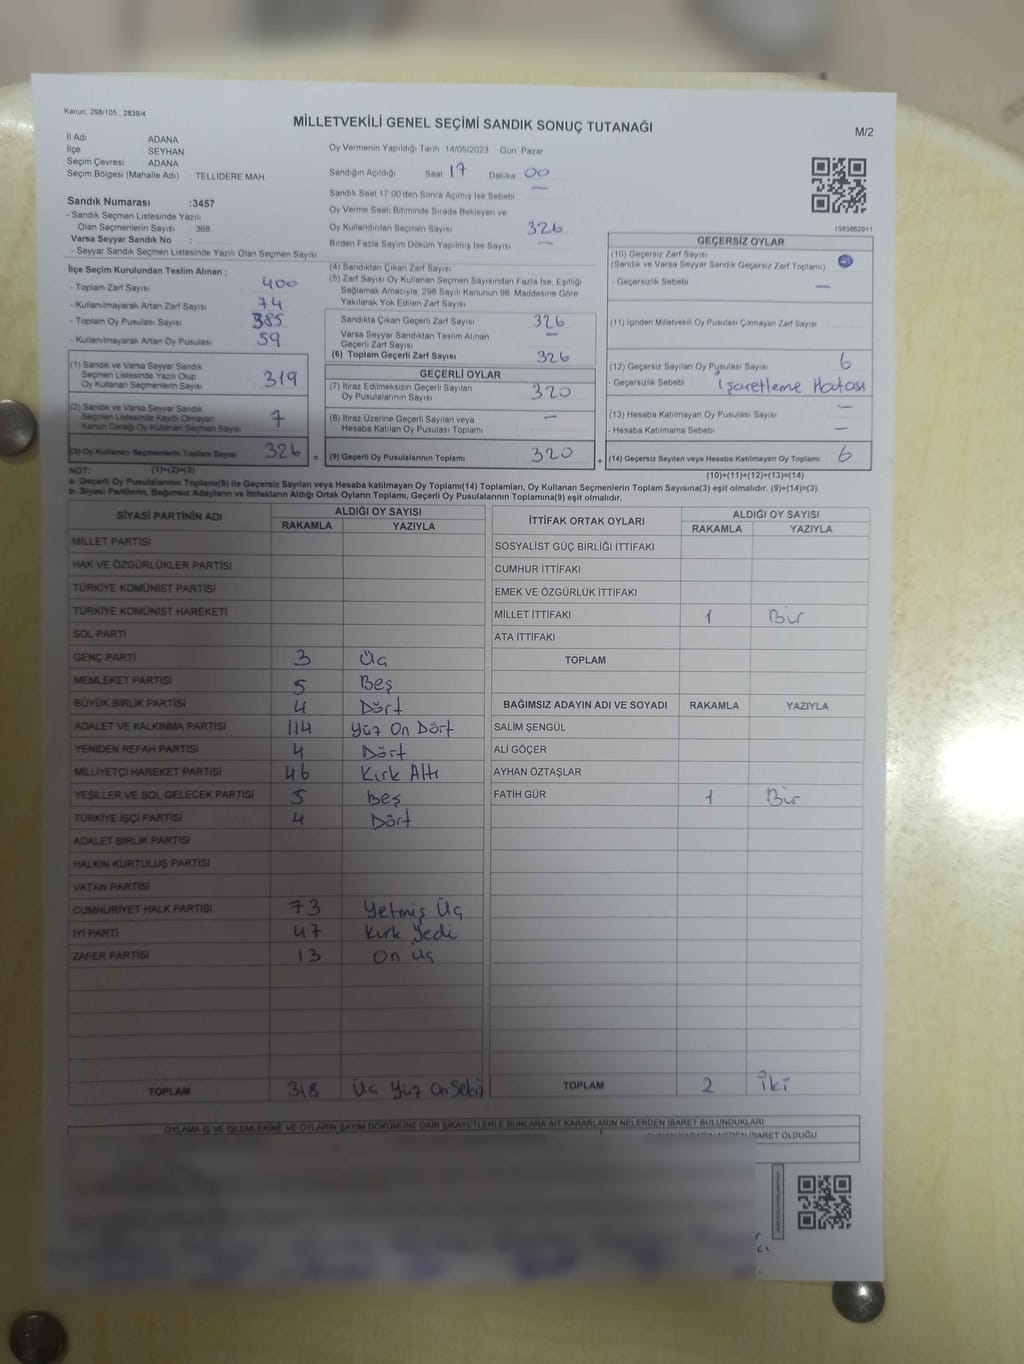 Kanun: 298/105 , 2839/4
MİLLETVEKİLİ GENEL SEÇİMİ SANDIK SONUÇ TUTANAĞI
M/2
İl Adı ADANA
İlçe SEYHAN
Seçim Çevresi ADANA
Seçim Bölgesi (Mahalle Adı) : TELLIDERE MAH
Sandık Numarası :3457
- Sandık Seçmen Listesinde Yazılı
Olan Seçmenlerin Sayısı : 368
Varsa Seyyar Sandık No :
- Seyyar Sandık Seçmen Listesinde Yazılı Olan Seçmen Sayısı
Oy Vermenin Yapıldığı Tarih 14/05/2023 Gün: Pazar
Sandığın Açıldığı Saat 17 Dakika 00
Sandık Saat 17.00'den Sonra Açımış İse Sebebi —
Oy Verme Saati Bitiminde Sırada Bekleyen ve
Oy Kullandırılan Seçmen Sayısı 326
Birden Fazla Sayım Döküm Yapılmış İse Sayısı —
1083662911
İlçe Seçim Kurulundan Teslim Alınan ;
- Toplam Zarf Sayısı 400
- Kullanılmayarak Artan Zarf Sayısı 74
- Toplam Oy Pusulası Sayısı 385
- Kullanılmayarak Artan Oy Pusulası 59
(1) Sandık ve Varsa Seyyar Sandık
Seçmen Listesinde Yazılı Olup
Oy Kullanan Seçmenlerin Sayısı 319
(2) Sandık ve Varsa Seyyar Sandık
Seçmen Listesinde Kayıtlı Olmayan
Kanun Gereği Oy Kullanan Seçmen Sayısı 7
(3) Oy Kullanan Seçmenlerin Toplam Sayısı 326
(4) Sandıktan Çıkan Zarf Sayısı
(5) Zarf Sayısı Oy Kullanan Seçmen Sayısından Fazla İse, Eşitliği
Sağlamak Amacıyla, 298 Sayılı Kanunun 98. Maddesine Göre
Yakılarak Yok Edilen Zarf Sayısı
Sandıkta Çıkan Geçerli Zarf Sayısı 326
Varsa Seyyar Sandıktan Teslim Alınan
Geçerli Zarf Sayısı —
(6) Toplam Geçerli Zarf Sayısı 326
GEÇERLİ OYLAR
(7) İtiraz Edilmeksizin Geçerli Sayılan
Oy Pusulasının Sayısı 320
(8) İtiraz Üzerine Geçerli Sayılan veya
Hesaba Katılan Oy Pusulası Toplamı —
= (9) Geçerli Oy Pusulalarının Toplamı 320
GEÇERSİZ OYLAR
(10) Geçersiz Zarf Sayısı
(Sandık ve Varsa Seyyar Sandık Geçersiz Zarf Toplamı)
- Geçersizlik Sebebi —
(11) İçinden Milletvekili Oy Pusulası Çıkmayan Zarf Sayısı
(12) Geçersiz Sayılan Oy Pusulası Sayısı 6
- Geçersizlik Sebebi İşaretleme Hatası
(13) Hesaba Katılmayan Oy Pusulası Sayısı —
- Hesaba Katılmama Sebebi —
+ (14) Geçersiz Sayılan veya Hesaba Katılmayan Oy Toplamı 6
NOT: (1)+(2)=(3)
(10)+(11)+(12)+(13)=(14)
a- Geçerli Oy Pusulalarının Toplamı(9) ile Geçersiz Sayılan veya Hesaba katılmayan Oy Toplamı(14) Toplamları, Oy Kullanan Seçmenlerin Toplam Sayısına(3) eşit olmalıdır. (9)+(14)=(3)
b- Siyasi Partilerin, Bağımsız Adayların ve İttifakların Aldığı Ortak Oyların Toplamı, Geçerli Oy Pusulalarının Toplamına(9) eşit olmalıdır.
SİYASİ PARTİNİN ADI ALDIĞI OY SAYISI
RAKAMLA YAZIYLA
MİLLET PARTİSİ
HAK VE ÖZGÜRLÜKLER PARTİSİ
TÜRKİYE KOMÜNİST PARTİSİ
TÜRKİYE KOMÜNİST HAREKETİ
SOL PARTİ
GENÇ PARTİ 3 Üç
MEMLEKET PARTİSİ 5 Beş
BÜYÜK BİRLİK PARTİSİ 4 Dört
ADALET VE KALKINMA PARTİSİ 114 Yüz On Dört
YENİDEN REFAH PARTİSİ 4 Dört
MİLLİYETÇİ HAREKET PARTİSİ 46 Kırk Altı
YEŞİLLER VE SOL GELECEK PARTİSİ 5 Beş
TÜRKİYE İŞÇİ PARTİSİ 4 Dört
ADALET BİRLİK PARTİSİ
HALKIN KURTULUŞ PARTİSİ
VATAN PARTİSİ
CUMHURİYET HALK PARTİSİ 73 Yetmiş Üç
İYİ PARTİ 47 Kırk Yedi
ZAFER PARTİSİ 13 On Üç
TOPLAM 318 Üç Yüz On Sekiz
İTTİFAK ORTAK OYLARI ALDIĞI OY SAYISI
RAKAMLA YAZIYLA
SOSYALİST GÜÇ BİRLİĞİ İTTİFAKI
CUMHUR İTTİFAKI
EMEK VE ÖZGÜRLÜK İTTİFAKI
MİLLET İTTİFAKI 1 Bir
ATA İTTİFAKI
TOPLAM
BAĞIMSIZ ADAYIN ADI VE SOYADI RAKAMLA YAZIYLA
SALİM ŞENGÜL
ALİ GÖÇER
AYHAN ÖZTAŞLAR
FATİH GÜR 1 Bir
TOPLAM 2 İki
OYLAMA İŞ VE İŞLEMLERİNE VE OYLARIN SAYIM DÖKÜMÜNE DAİR ŞİKAYETLERLE BUNLARA AİT KARARLARIN NELERDEN İBARET BULUNDUKLARI
İBARET OLDUĞU